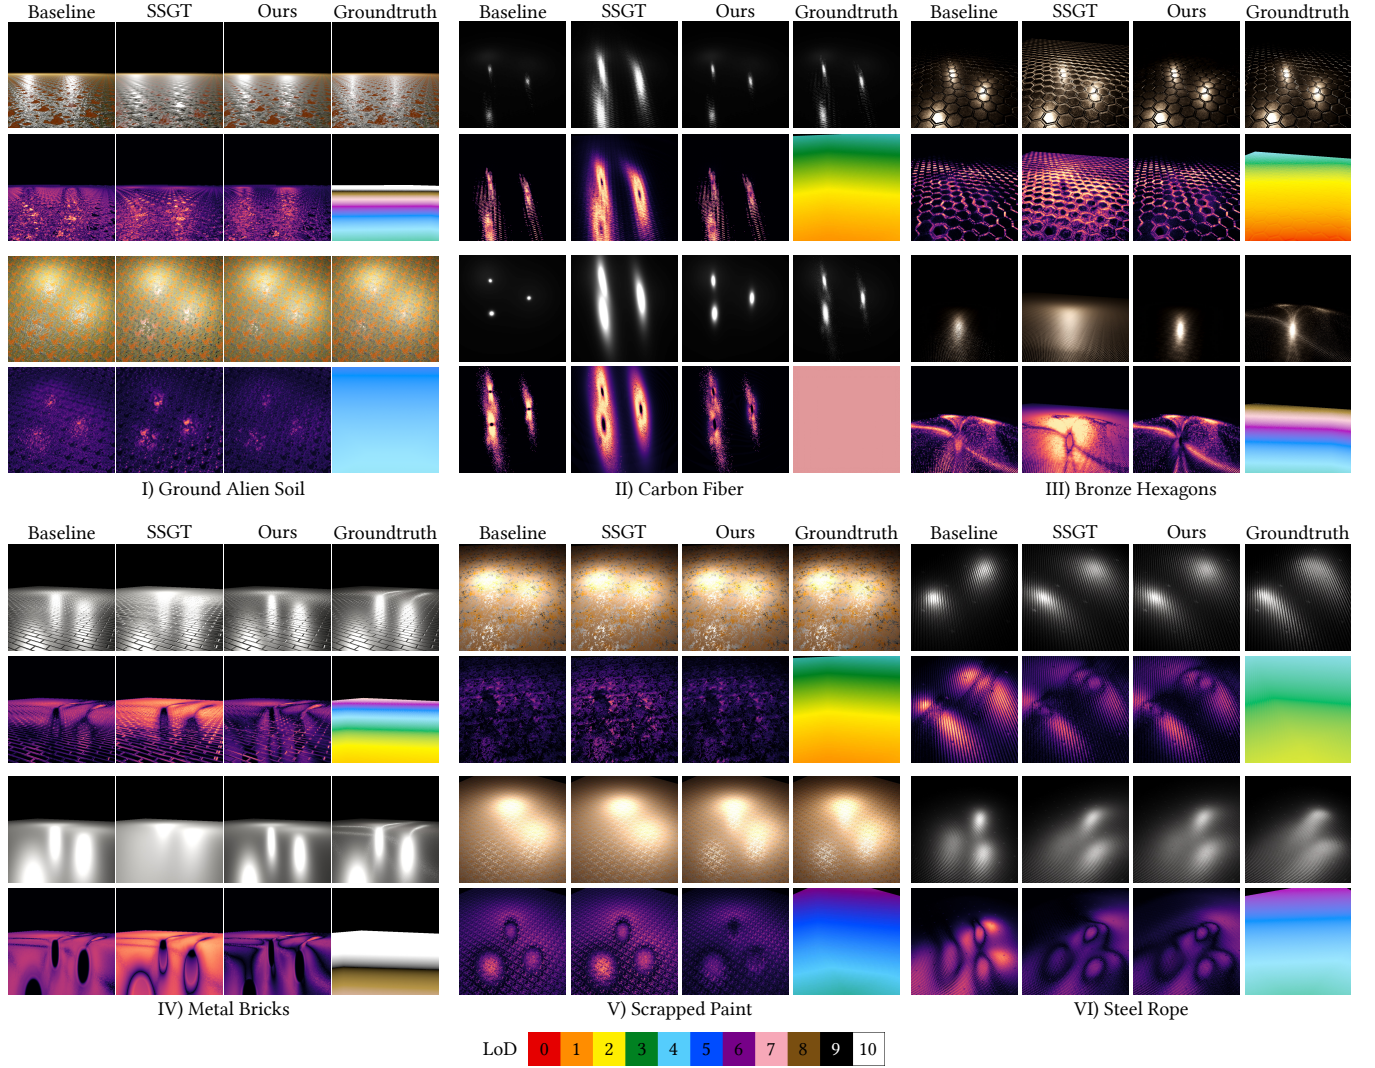 Baseline SSGT Ours Groundtruth Baseline SSGT Ours Groundtruth Baseline SSGT Ours Groundtruth
I) Ground Alien Soil II) Carbon Fiber III) Bronze Hexagons
Baseline SSGT Ours Groundtruth Baseline SSGT Ours Groundtruth Baseline SSGT Ours Groundtruth
IV) Metal Bricks V) Scrapped Paint VI) Steel Rope
LoD 0 1 2 3 4 5 6 7 8 9 10